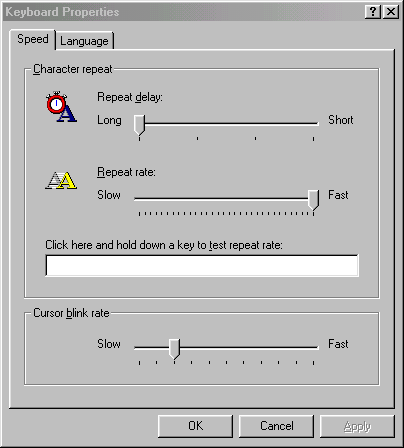 Keyboard Properties
Speed Language
Character repeat
Repeat delay:
Long Short
Repeat rate:
Slow Fast
Click here and hold down a key to test repeat rate:
Cursor blink rate
Slow Fast
OK Cancel Apply